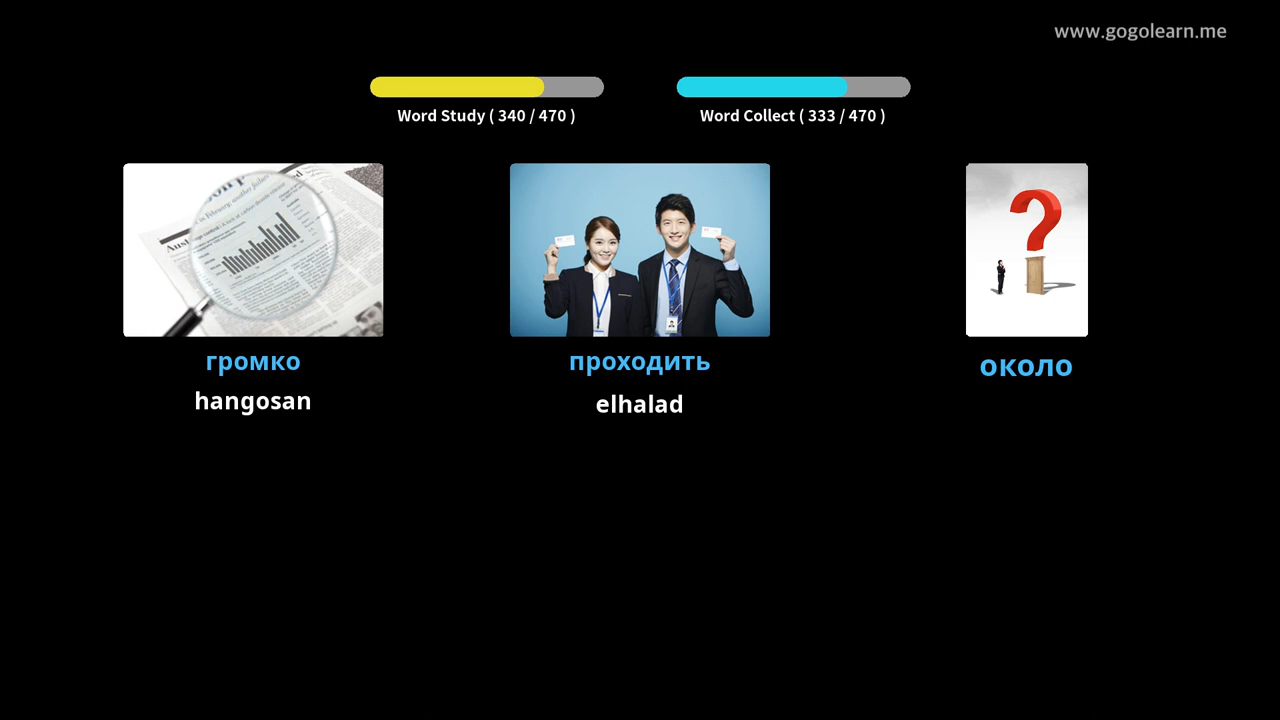 www.gogolearn.me
Word Study ( 340 / 470 )
Word Collect ( 333 / 470 )
громко
hangosan
проходить
elhalad
около